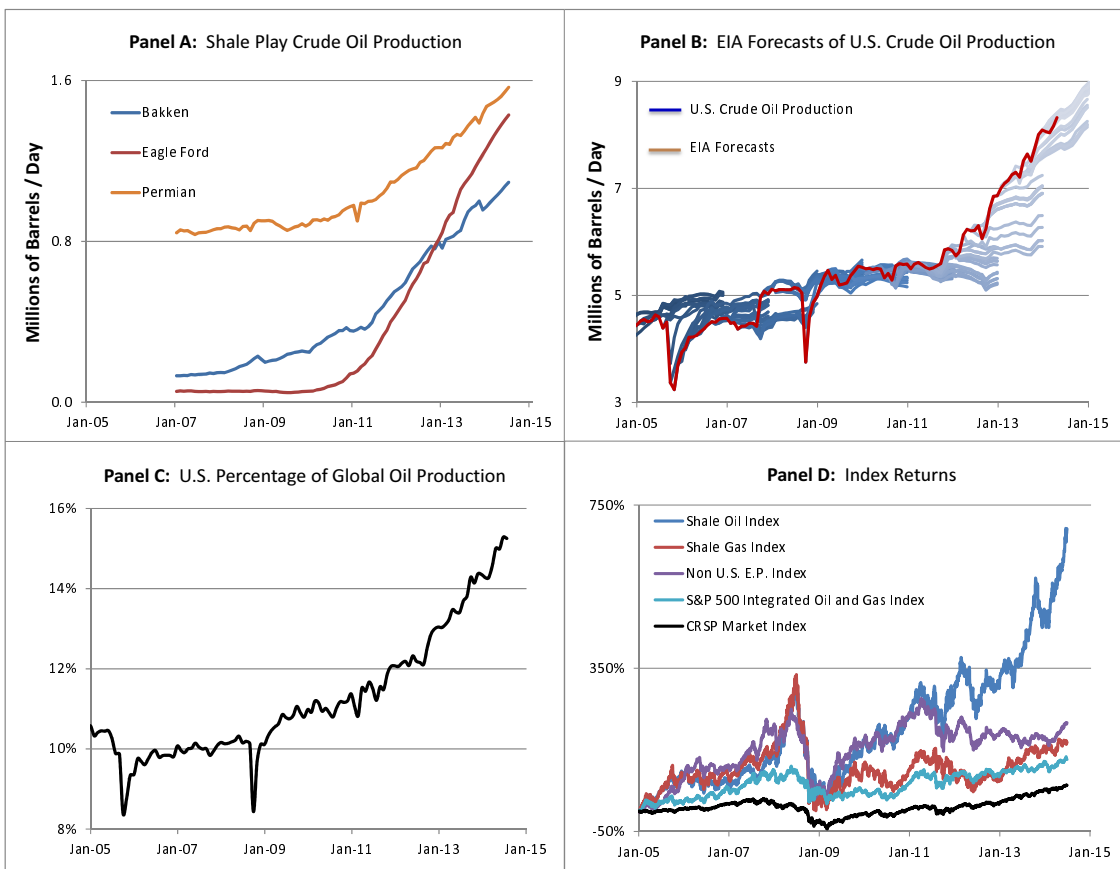 Panel A: Shale Play Crude Oil Production
Millions of Barrels / Day
1.6
0.8
0.0
Bakken
Eagle Ford
Permian
Jan-05 Jan-07 Jan-09 Jan-11 Jan-13 Jan-15
Panel B: EIA Forecasts of U.S. Crude Oil Production
Millions of Barrels / Day
9
7
5
3
U.S. Crude Oil Production
EIA Forecasts
Jan-05 Jan-07 Jan-09 Jan-11 Jan-13 Jan-15
Panel C: U.S. Percentage of Global Oil Production
16%
14%
12%
10%
8%
Jan-05 Jan-07 Jan-09 Jan-11 Jan-13 Jan-15
Panel D: Index Returns
750%
350%
-50%
Shale Oil Index
Shale Gas Index
Non U.S. E.P. Index
S&P 500 Integrated Oil and Gas Index
CRSP Market Index
Jan-05 Jan-07 Jan-09 Jan-11 Jan-13 Jan-15